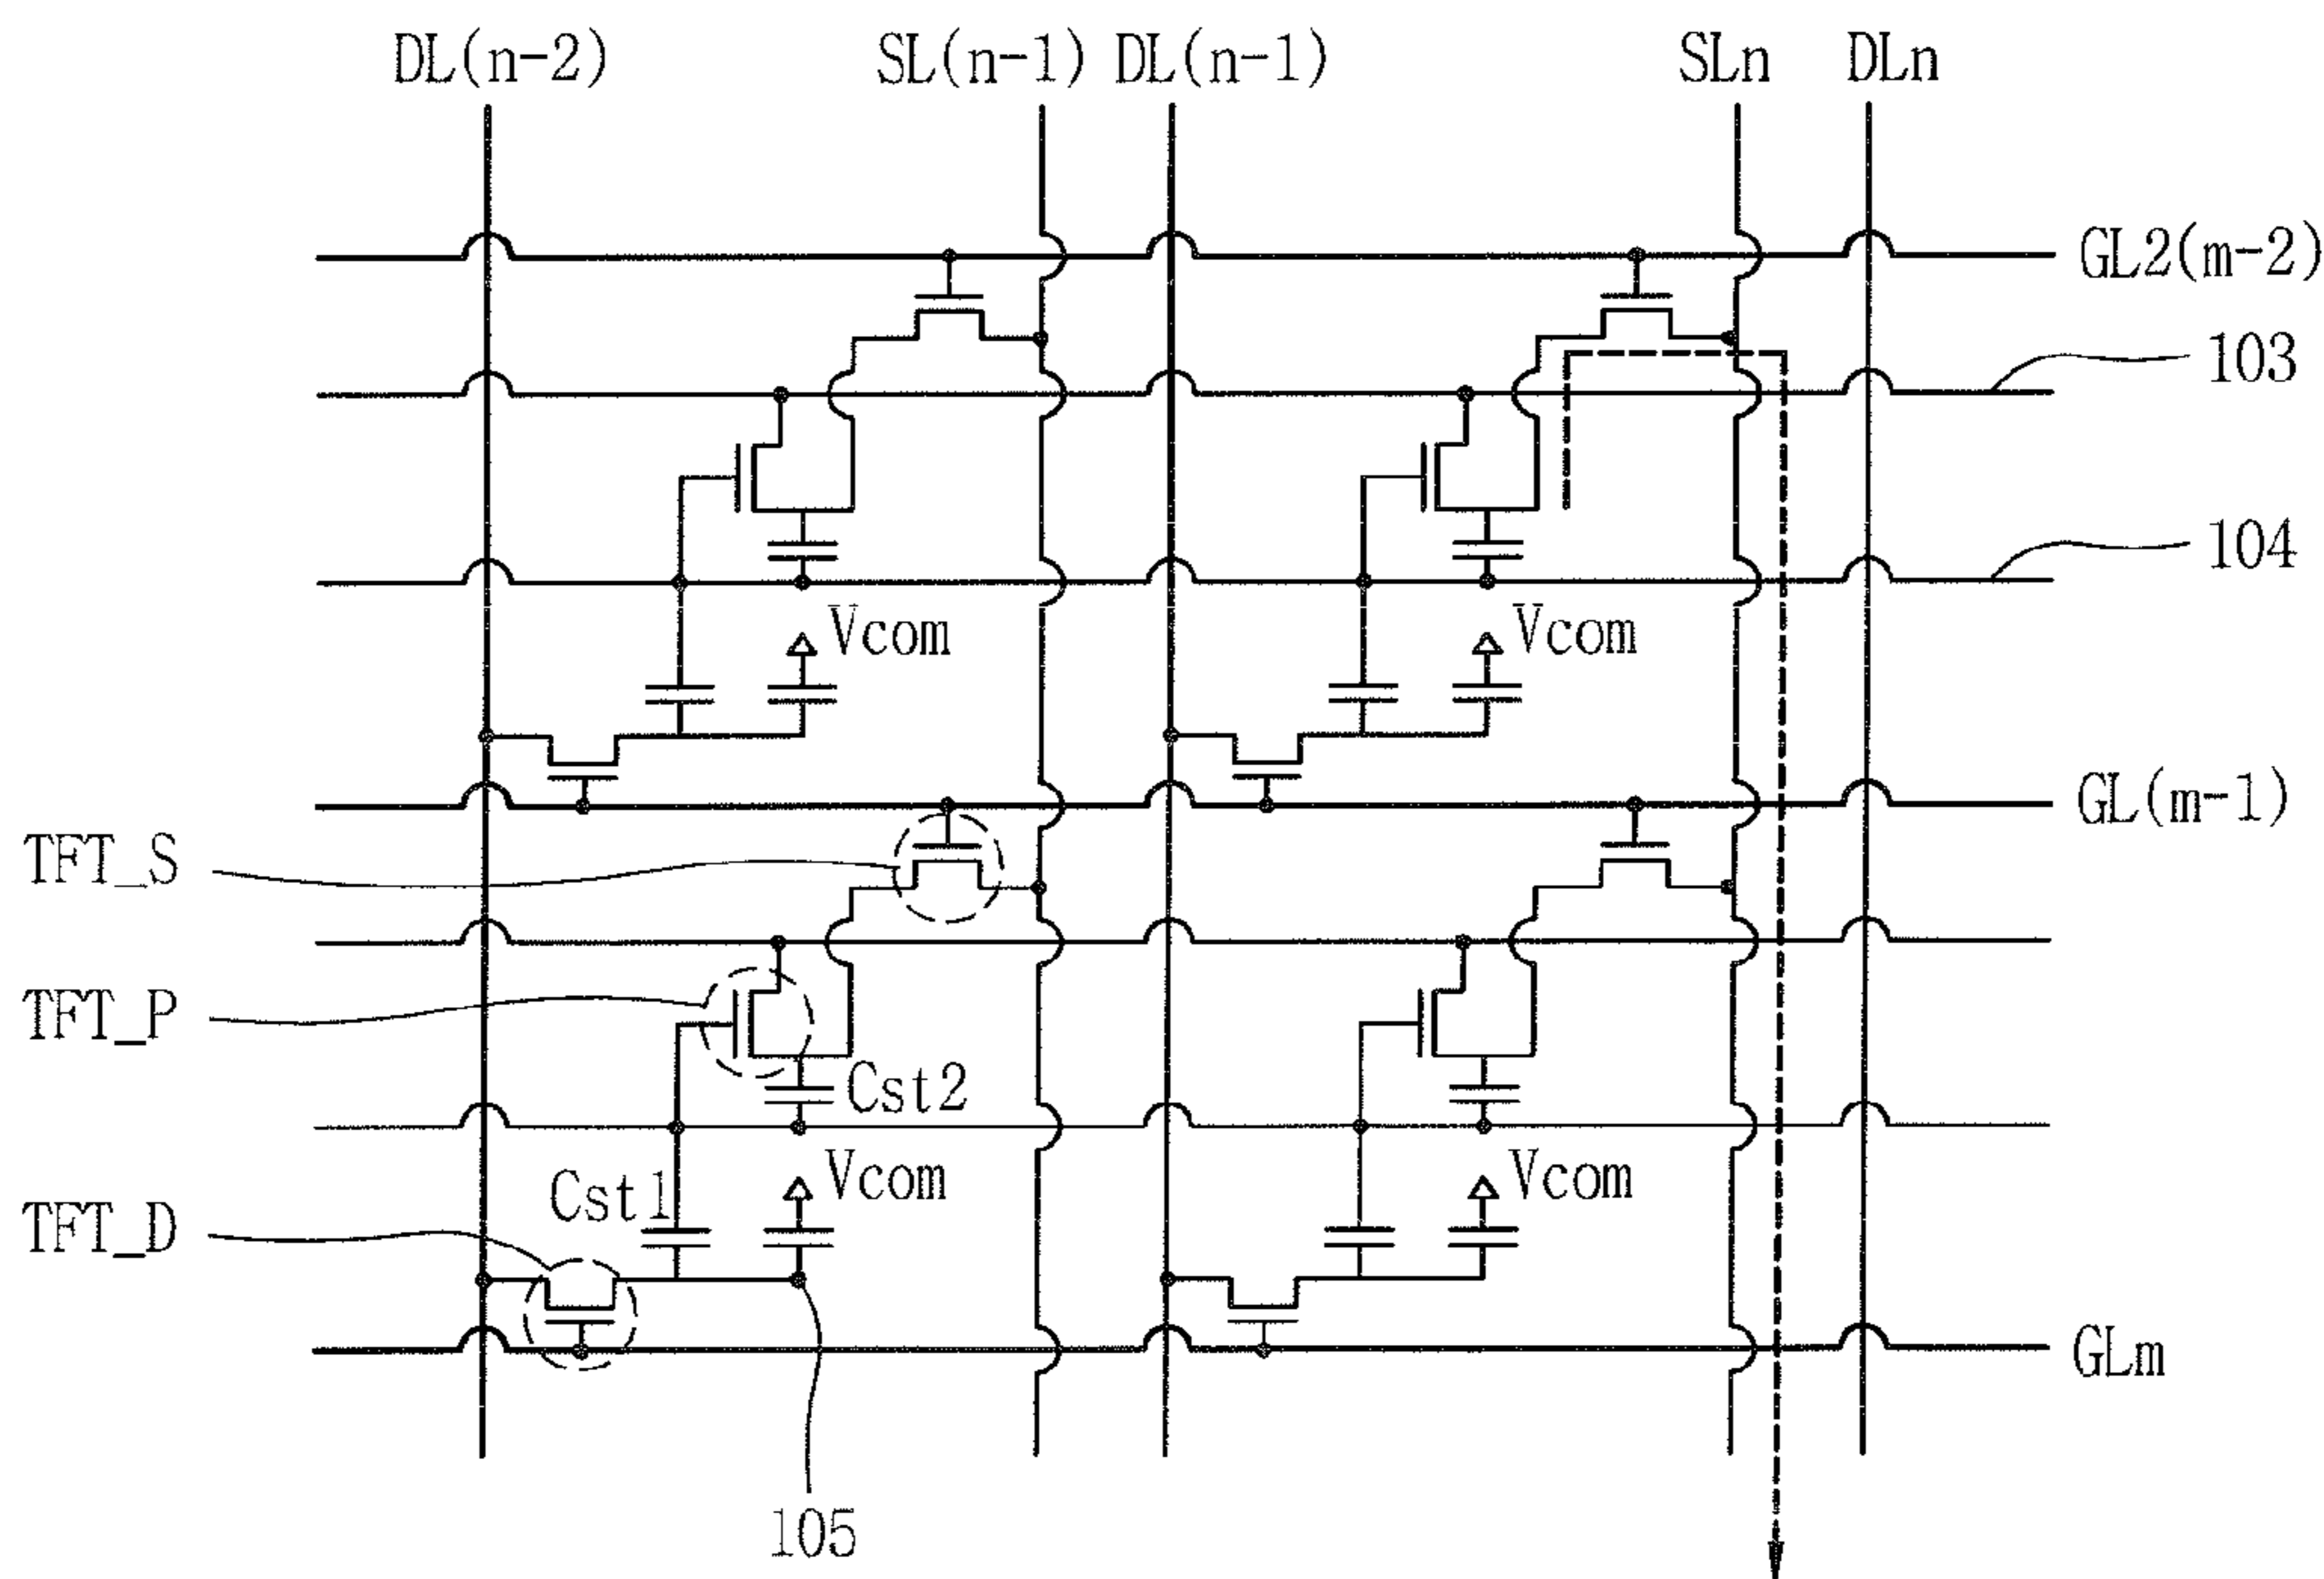 DL(n-2)
SL(n-1)
DL(n-1)
SLn
DLn
GL2(m-2)
103
104
Vcom
Vcom
GL(m-1)
TFT_S
TFT_P
Cst2
Vcom
Vcom
Cst1
TFT_D
GLm
105